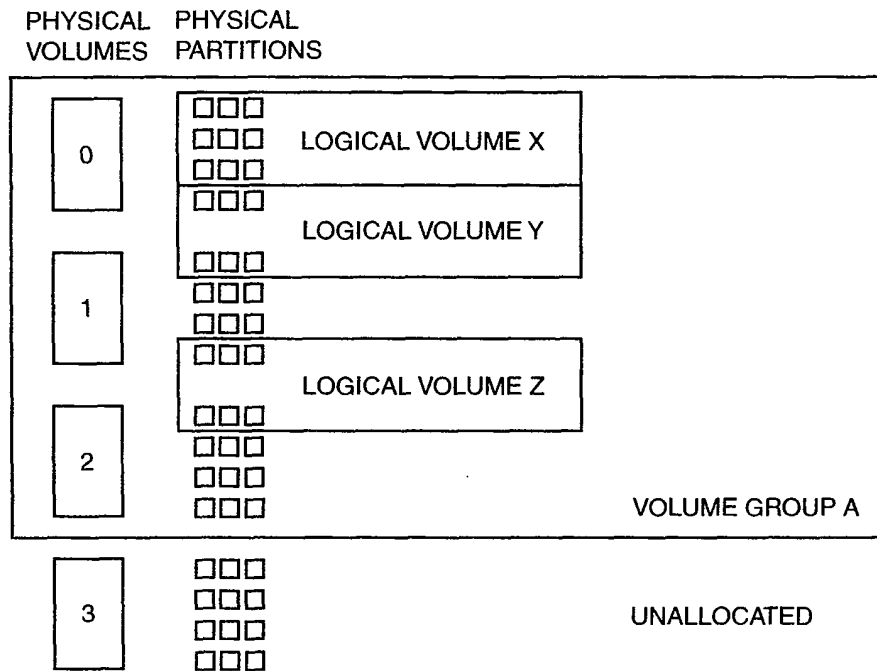 PHYSICAL VOLUMES
PHYSICAL PARTITIONS
0
LOGICAL VOLUME X
LOGICAL VOLUME Y
1
LOGICAL VOLUME Z
2
VOLUME GROUP A
3
UNALLOCATED